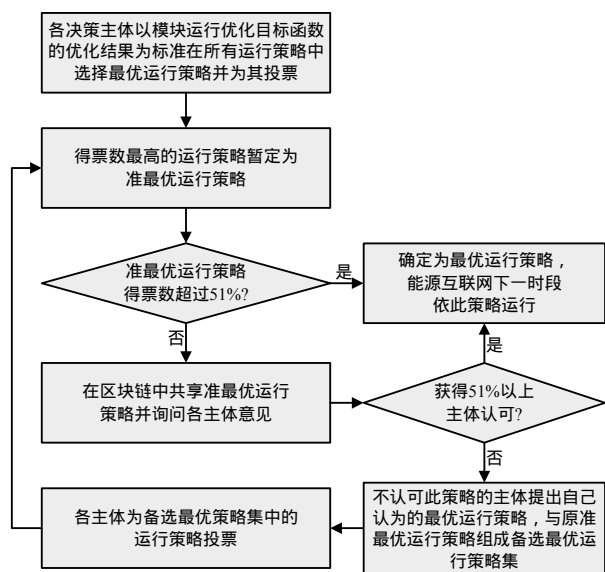 各决策主体以模块运行优化目标函数
的优化结果为标准在所有运行策略中
选择最优运行策略并为其投票
得票数最高的运行策略暂定为
准最优运行策略
准最优运行策略
得票数超过51%?
是
确定为最优运行策略，
能源互联网下一时段
依此策略运行
否
是
在区块链中共享准最优运行
策略并询问各主体意见
获得51%以上
主体认可?
否
不认可此策略的主体提出自己
认为的最优运行策略，与原准
最优运行策略组成备选最优运
行策略集
各主体为备选最优策略集中的
运行策略投票